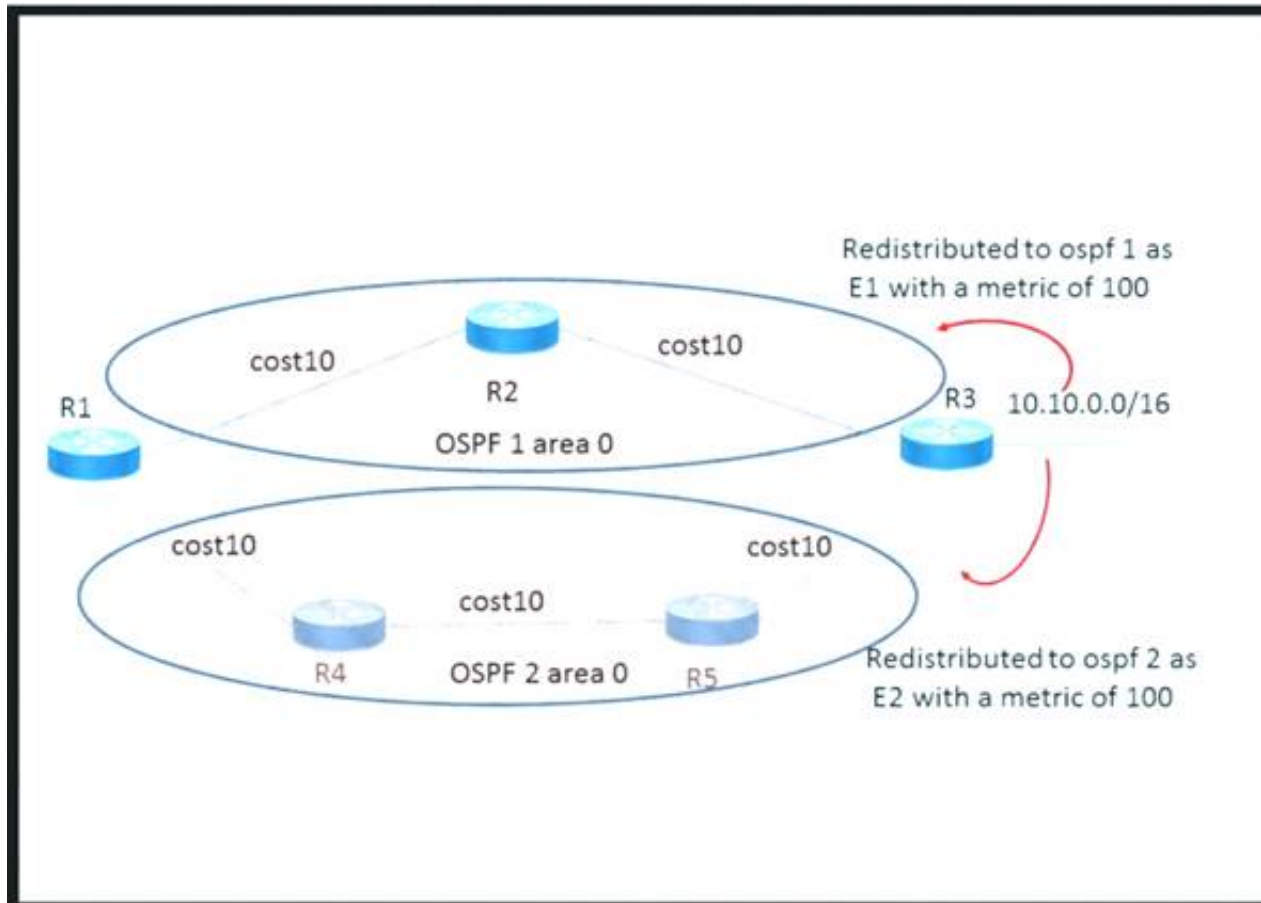 Redistributed to ospf 1 as
E1 with a metric of 100
cost10
cost10
R2
R1
R3
10.10.0.0/16
OSPF 1 area 0
cost10
cost10
cost10
R4
OSPF 2 area 0
R5
Redistributed to ospf 2 as
E2 with a metric of 100